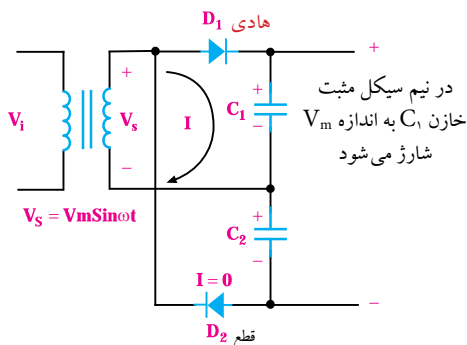 D₁ هادی
+
در نیم سیکل مثبت
خازن C₁ به اندازه Vm
شارژ می‌شود
Vi
+
Vs
−
I
+
C₁
−
VS = VmSinωt
+
C₂
−
I = 0
D₂ قطع
−